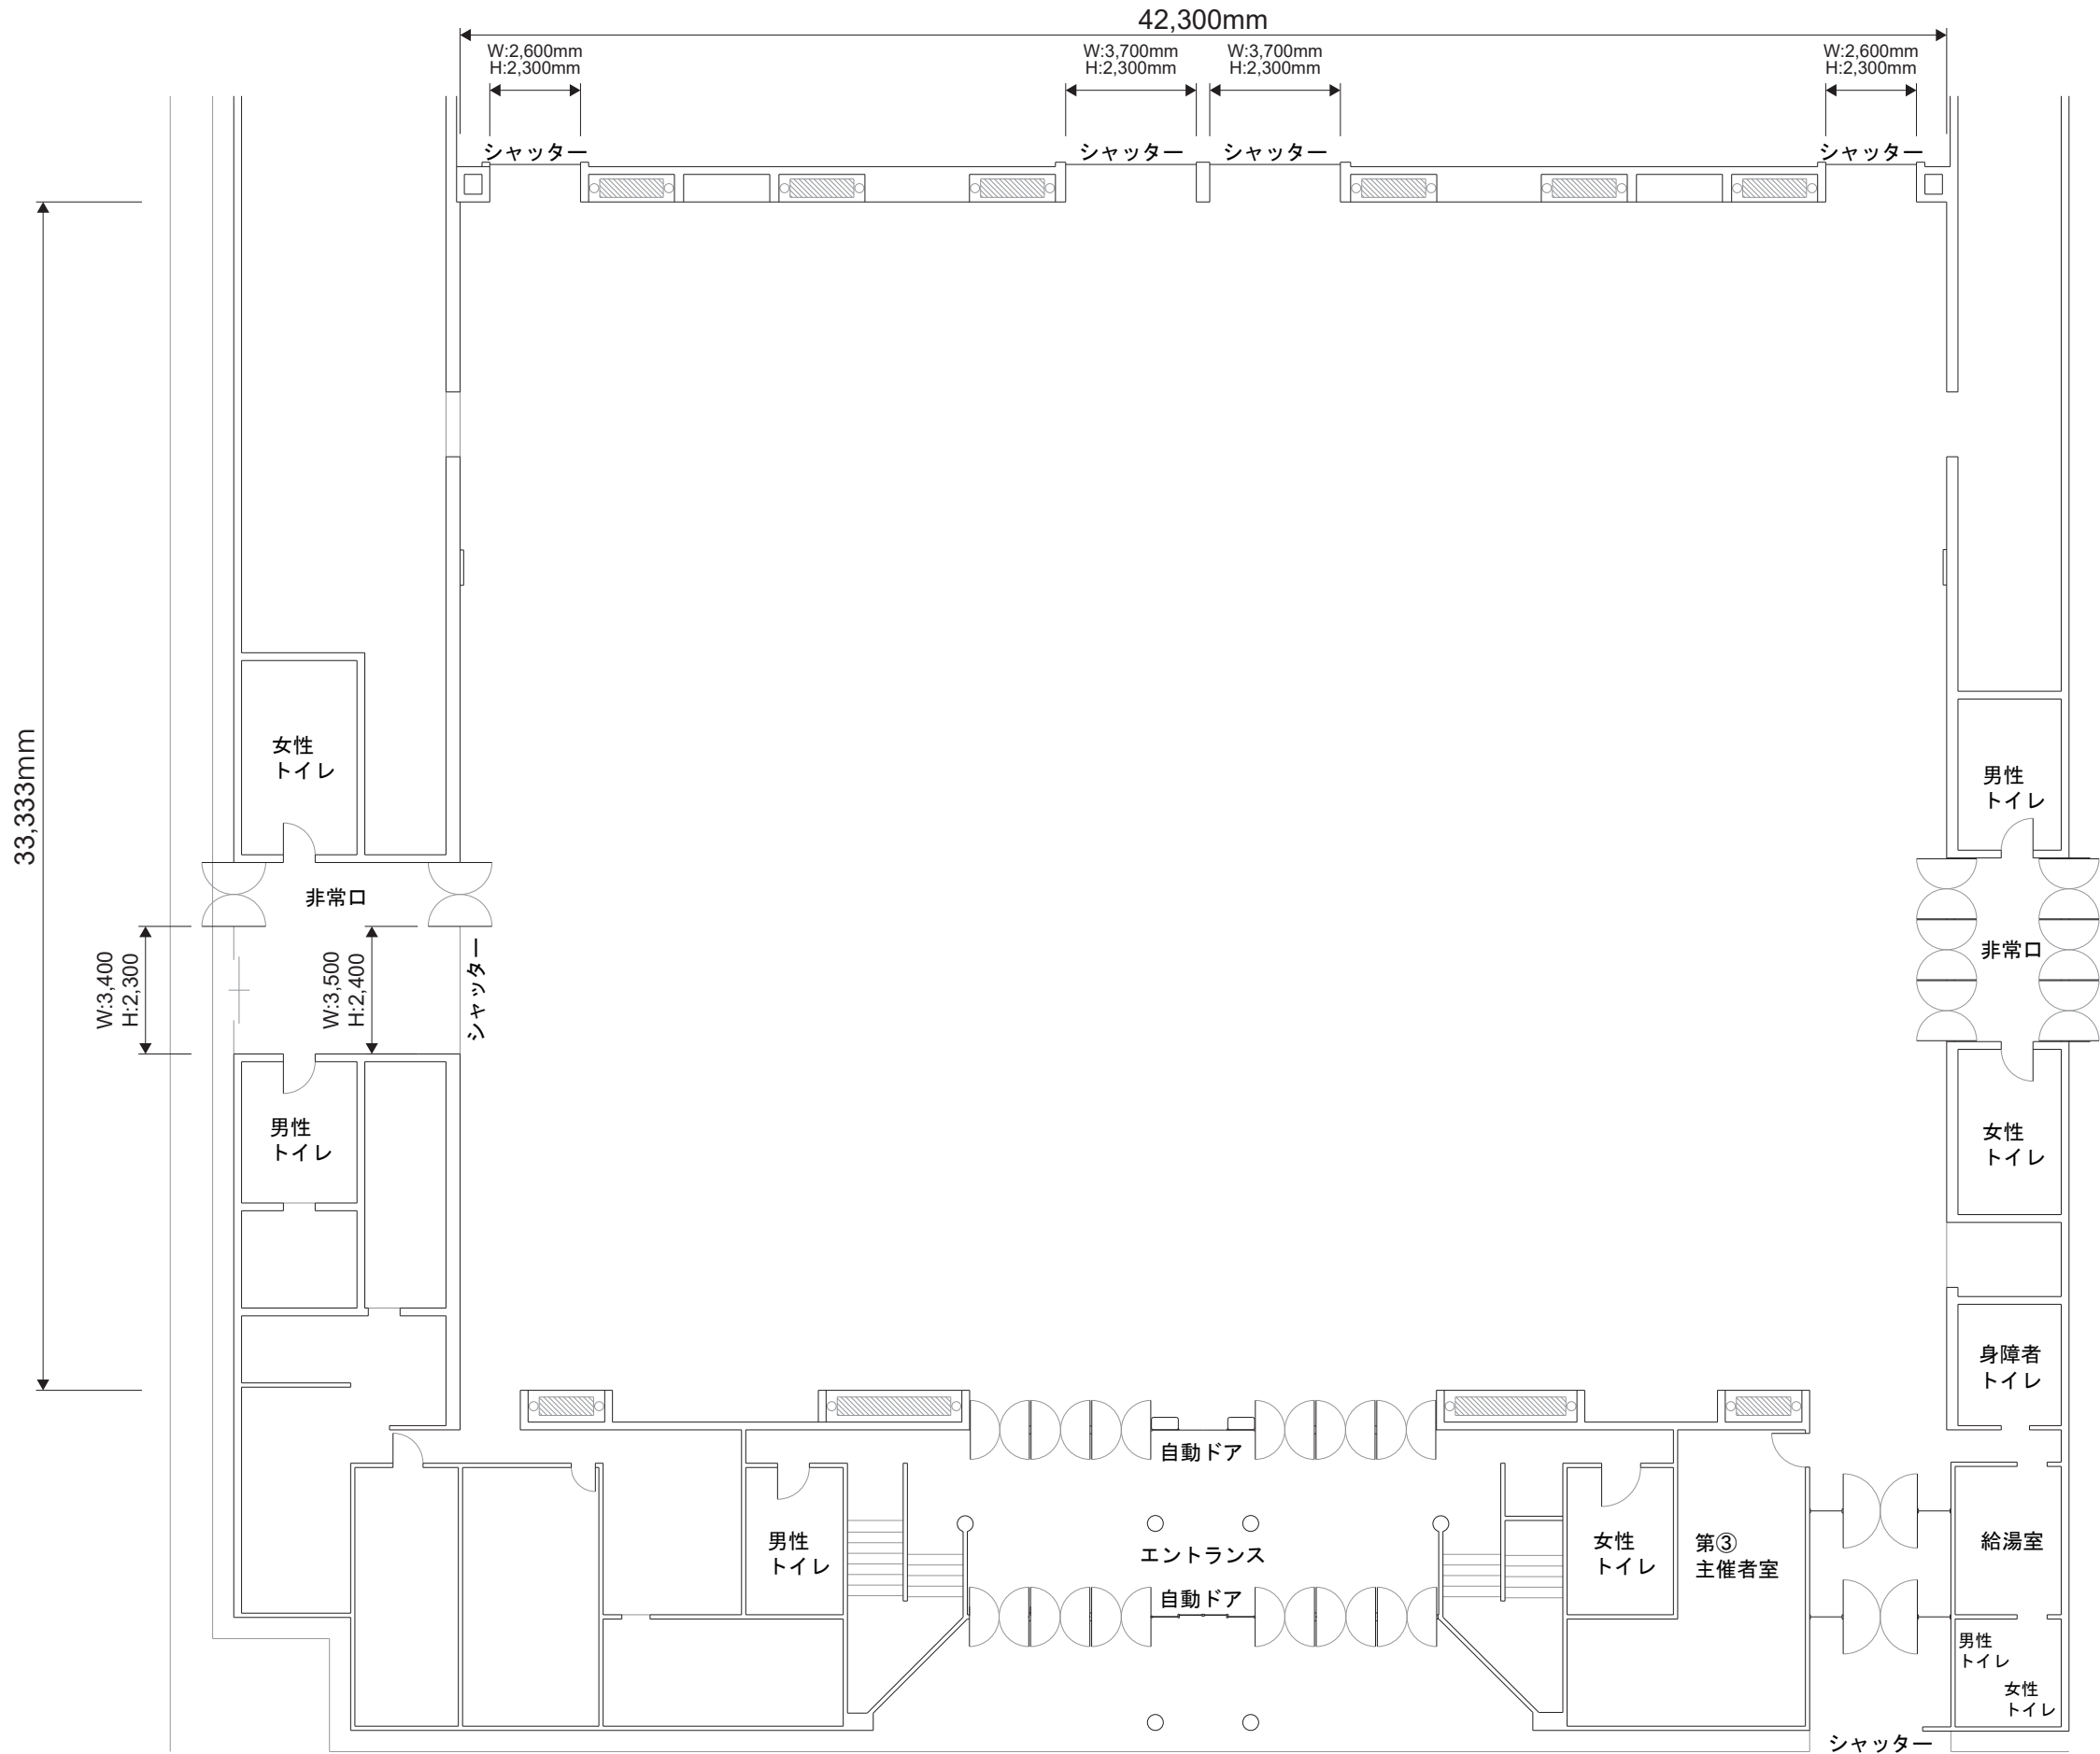 42,300mm
W:2,600mm
H:2,300mm
W:3,700mm
H:2,300mm
W:3,700mm
H:2,300mm
W:2,600mm
H:2,300mm
シャッター
シャッター
シャッター
シャッター
33,333mm
女性
トイレ
男性
トイレ
非常口
非常口
W:3,400
H:2,300
W:3,500
H:2,400
シャッター
男性
トイレ
女性
トイレ
身障者
トイレ
自動ドア
男性
トイレ
エントランス
自動ドア
女性
トイレ
第③
主催者室
給湯室
男性
トイレ
女性
トイレ
シャッター